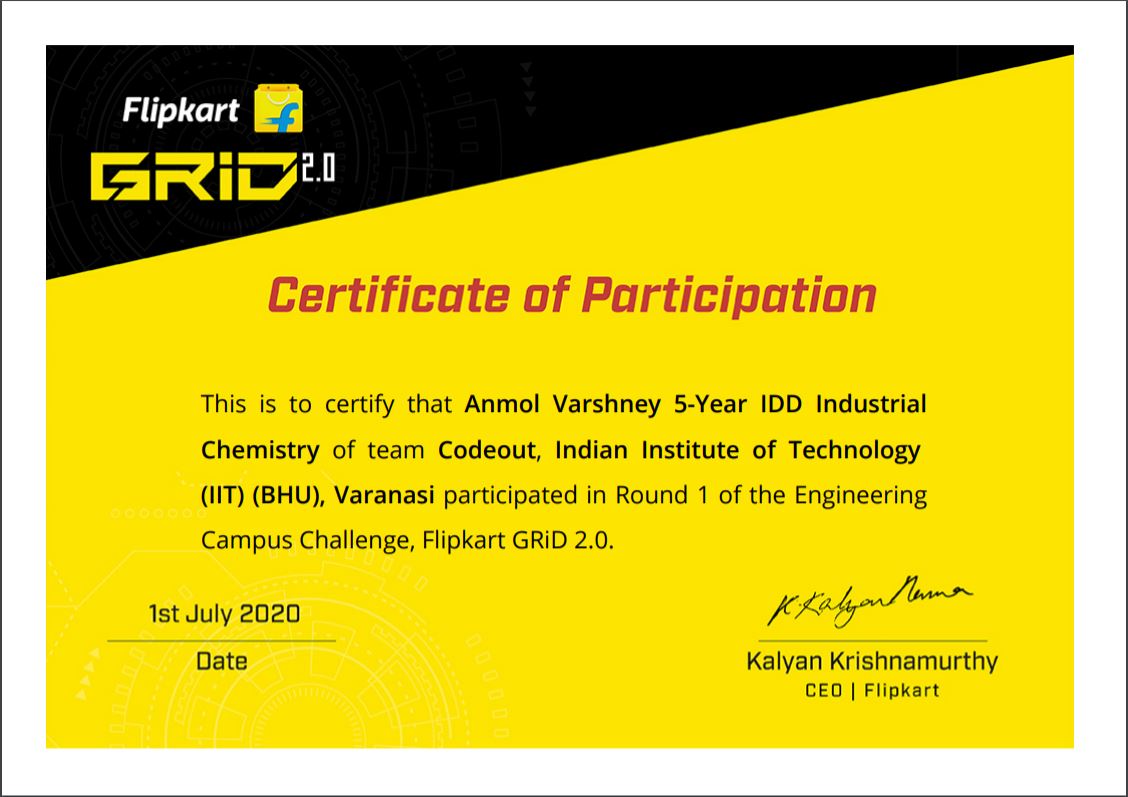 Flipkart
GRiD 2.0
Certificate of Participation
This is to certify that Anmol Varshney 5-Year IDD Industrial
Chemistry of team Codeout, Indian Institute of Technology
(IIT) (BHU), Varanasi participated in Round 1 of the Engineering
Campus Challenge, Flipkart GRiD 2.0.
1st July 2020
Date
Kalyan Krishnamurthy
CEO | Flipkart